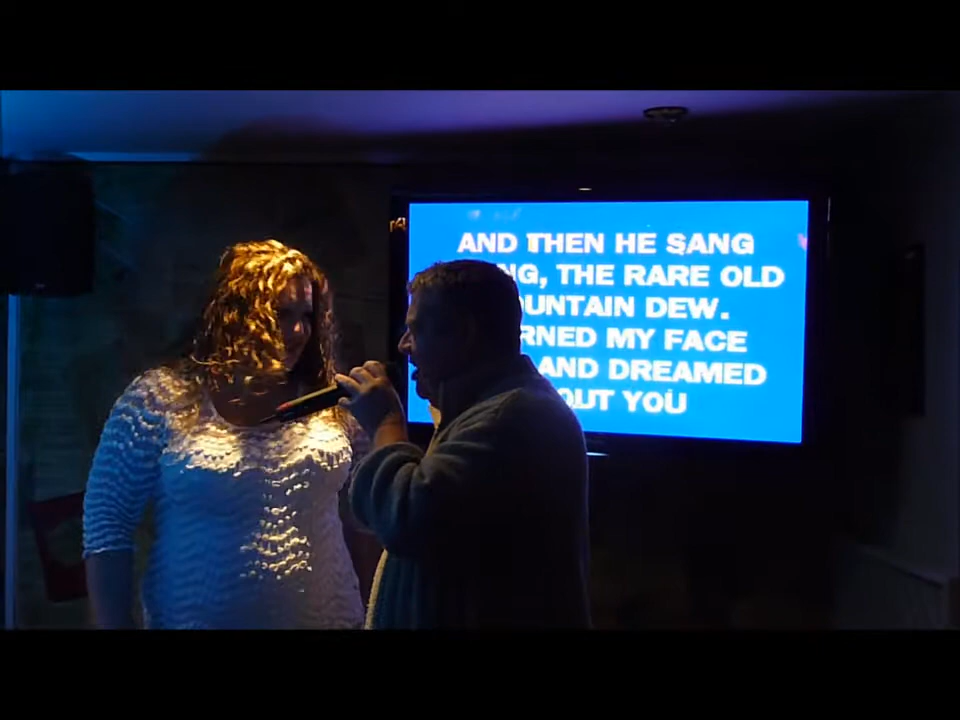 AND THEN HE SANG
THE RARE OLD
DEW.
MY FACE
AND DREAMED
YOU